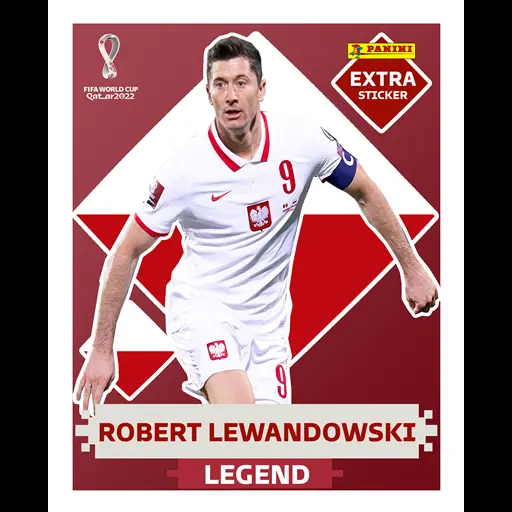 PANINI
FIFA WORLD CUP
Qatar2022
EXTRA
STICKER
9
9
ROBERT LEWANDOWSKI
LEGEND